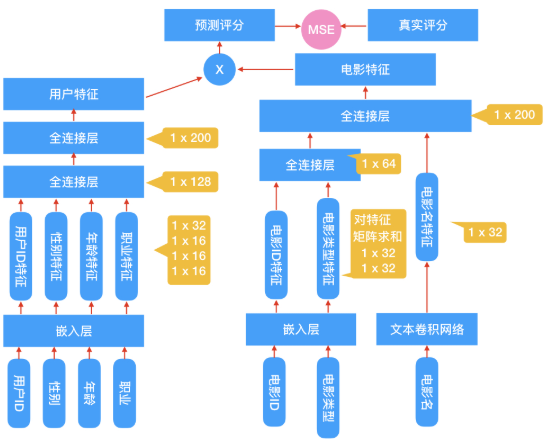 预测评分
MSE
真实评分
X
用户特征
电影特征
全连接层
1 x 200
全连接层
1 x 200
全连接层
1 x 128
全连接层
1 x 64
用户ID特征
性别特征
年龄特征
职业特征
1 x 32
1 x 16
1 x 16
1 x 16
电影ID特征
电影类型特征
对特征
矩阵求和
1 x 32
1 x 32
电影名特征
1 x 32
嵌入层
嵌入层
文本卷积网络
用户ID
性别
年龄
职业
电影ID
电影类型
电影名